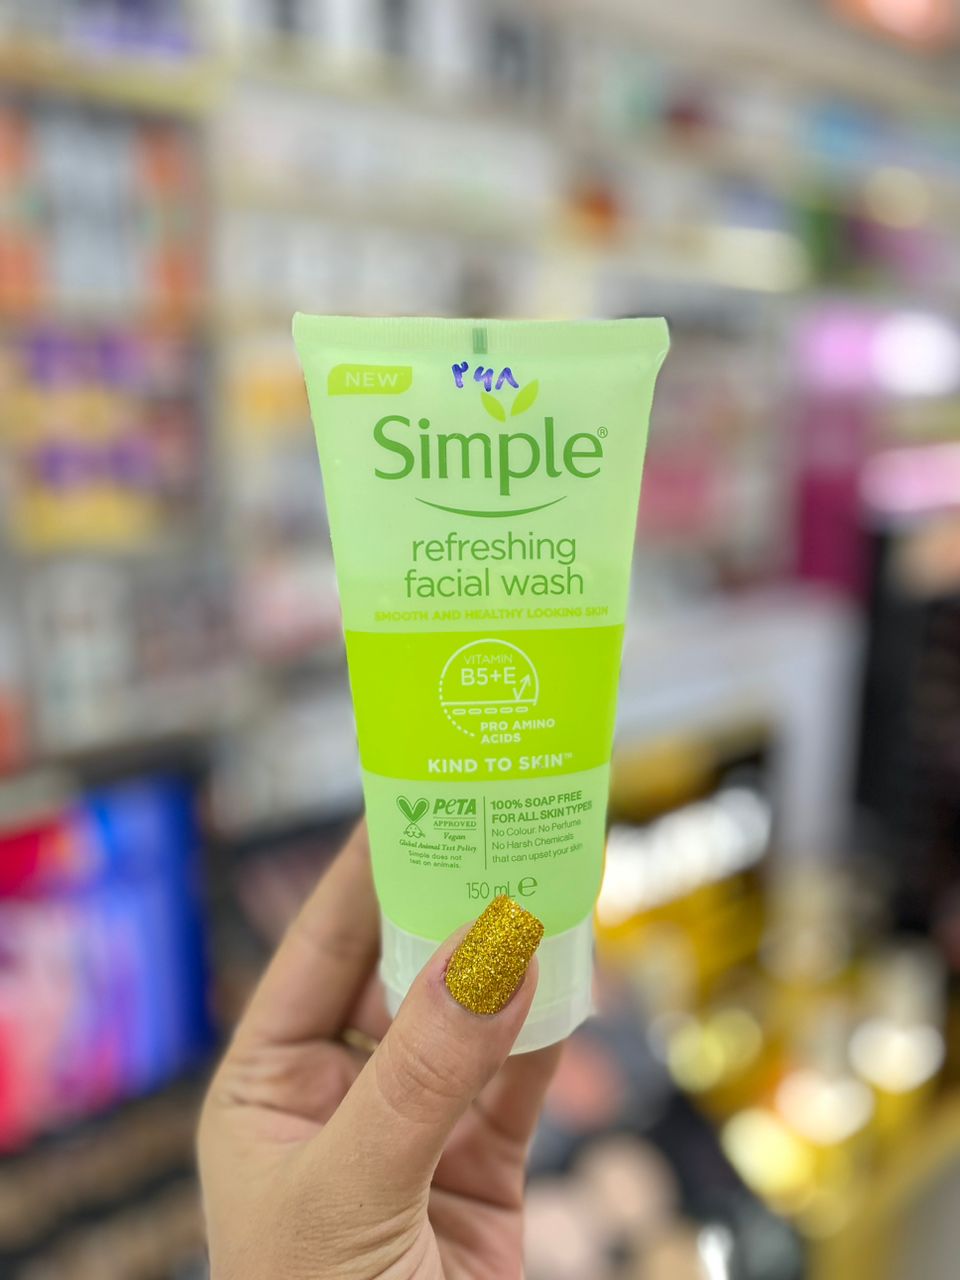 NEW
۳۹۸
Simple®
refreshing
facial wash
SMOOTH AND HEALTHY LOOKING SKIN
VITAMIN
B5+E
PRO AMINO
ACIDS
KIND TO SKIN™
PETA
APPROVED
Vegan
Global Animal Test Policy
Simple does not
test on animals.
100% SOAP FREE
FOR ALL SKIN TYPES
No Colour. No Perfume
No Harsh Chemicals
that can upset your skin
150 mL ℮